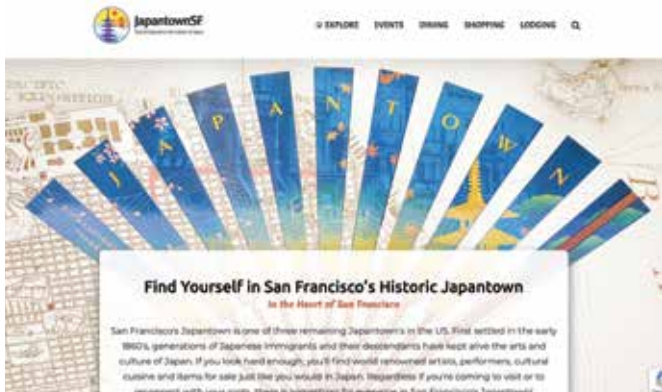 JapantownSF
EXPLORE EVENTS DINING SHOPPING LODGING
EXPOSITION
J A P A N T O W N
Find Yourself in San Francisco's Historic Japantown
In the Heart of San Francisco
San Francisco's Japantown is one of three remaining Japantown's in the US. First settled in the early
1860's, generations of Japanese immigrants and their descendants have kept alive the arts and
culture of Japan. If you look hard enough, you'll find world renowned artists, performers, cultural
cuisine and items for sale just like you would in Japan. Regardless if you're coming to visit or to